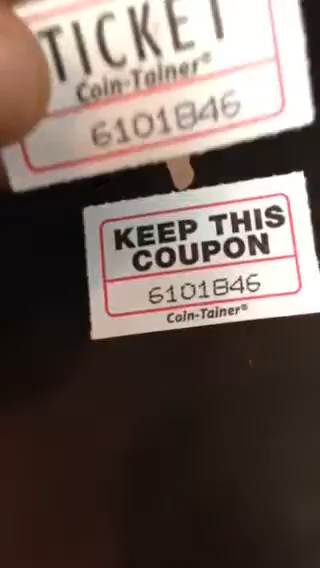 TICKET
Coin-Tainer®
6101846
KEEP THIS
COUPON
6101846
Coin-Tainer®